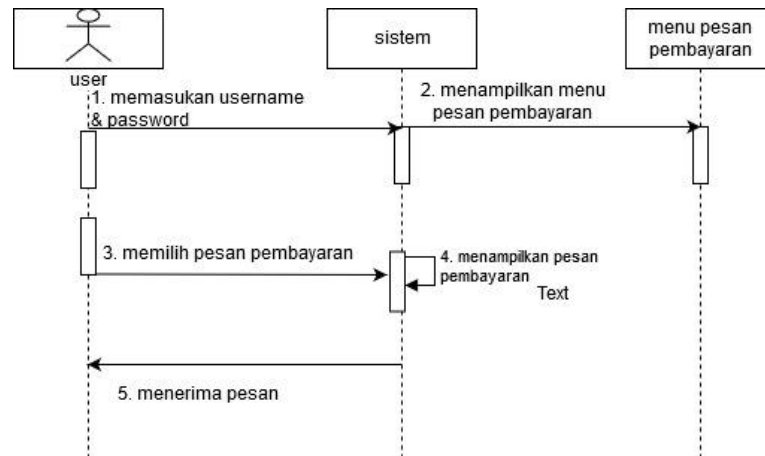 user
sistem
menu pesan
pembayaran
1. memasukan username
& password
2. menampilkan menu
pesan pembayaran
3. memilih pesan pembayaran
4. menampilkan pesan
pembayaran
Text
5. menerima pesan